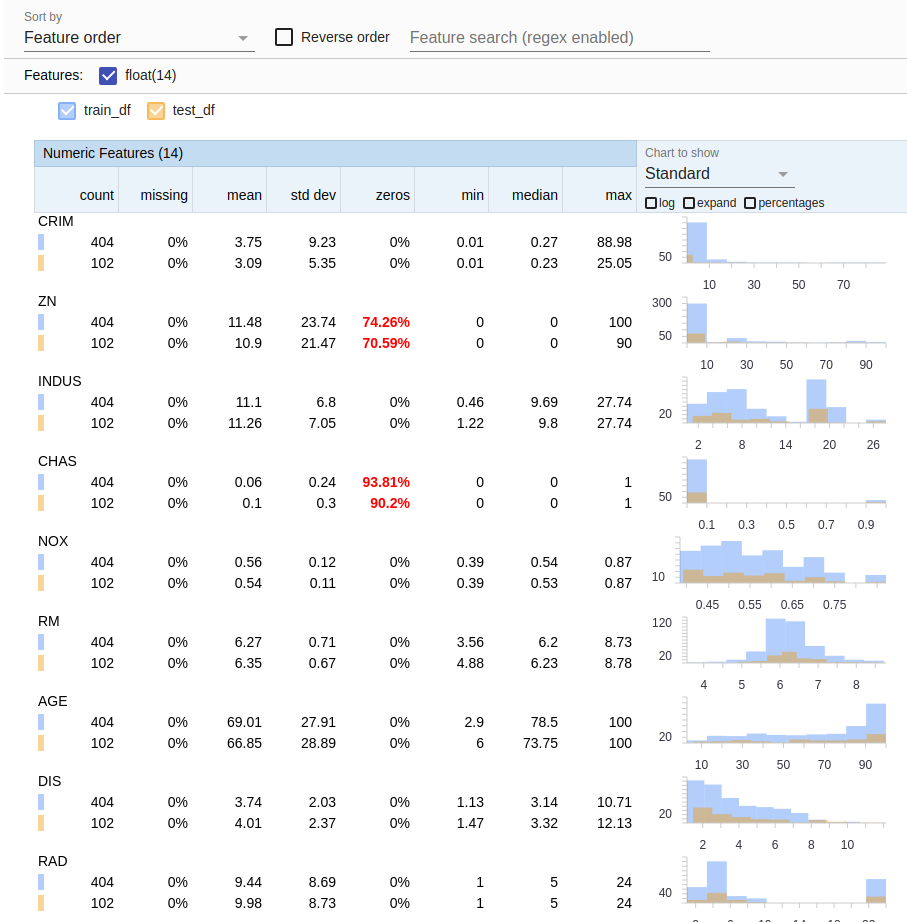 Sort by
Feature order Reverse order Feature search (regex enabled)
Features: float(14)
train_df test_df
Numeric Features (14) Chart to show
Standard
count missing mean std dev zeros min median max
log expand percentages
CRIM
404 0% 3.75 9.23 0% 0.01 0.27 88.98
102 0% 3.09 5.35 0% 0.01 0.23 25.05 50
10 30 50 70
ZN 300
404 0% 11.48 23.74 74.26% 0 0 100
102 0% 10.9 21.47 70.59% 0 0 90 50
10 30 50 70 90
INDUS
404 0% 11.1 6.8 0% 0.46 9.69 27.74
102 0% 11.26 7.05 0% 1.22 9.8 27.74 20
2 8 14 20 26
CHAS
404 0% 0.06 0.24 93.81% 0 0 1
102 0% 0.1 0.3 90.2% 0 0 1 50
0.1 0.3 0.5 0.7 0.9
NOX
404 0% 0.56 0.12 0% 0.39 0.54 0.87
102 0% 0.54 0.11 0% 0.39 0.53 0.87 10
0.45 0.55 0.65 0.75
RM 120
404 0% 6.27 0.71 0% 3.56 6.2 8.73
102 0% 6.35 0.67 0% 4.88 6.23 8.78 20
4 5 6 7 8
AGE
404 0% 69.01 27.91 0% 2.9 78.5 100
102 0% 66.85 28.89 0% 6 73.75 100 20
10 30 50 70 90
DIS
404 0% 3.74 2.03 0% 1.13 3.14 10.71
102 0% 4.01 2.37 0% 1.47 3.32 12.13 20
2 4 6 8 10
RAD
404 0% 9.44 8.69 0% 1 5 24
102 0% 9.98 8.73 0% 1 5 24 40